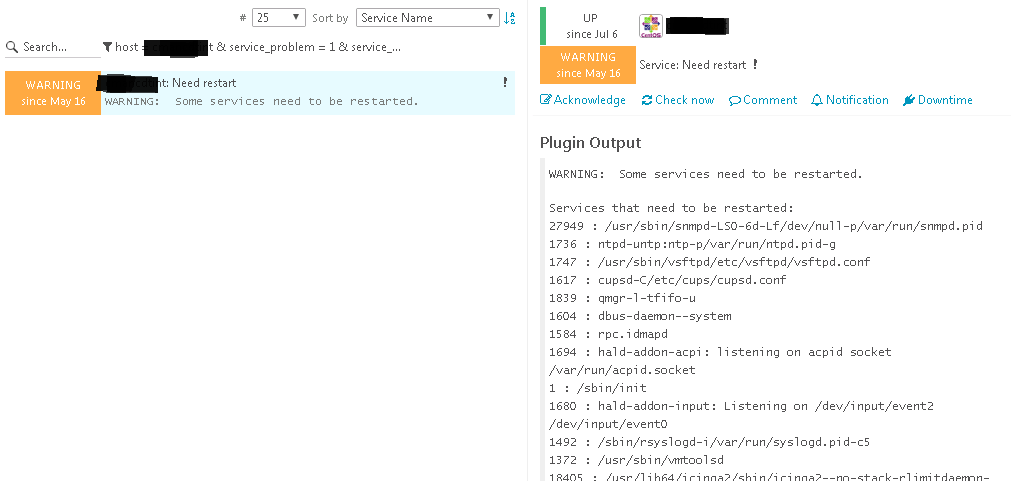 # 25 Sort by Service Name
Search... host = t & service_problem = 1 & service_...
WARNING
since May 16
nt: Need restart !
WARNING: Some services need to be restarted.
UP
since Jul 6
CentOS
WARNING
since May 16
Service: Need restart !
Acknowledge Check now Comment Notification Downtime
Plugin Output
WARNING: Some services need to be restarted.
Services that need to be restarted:
27949 : /usr/sbin/snmpd-LS0-6d-Lf/dev/null-p/var/run/snmpd.pid
1736 : ntpd-untp:ntp-p/var/run/ntpd.pid-g
1747 : /usr/sbin/vsftpd/etc/vsftpd/vsftpd.conf
1617 : cupsd-C/etc/cups/cupsd.conf
1839 : qmgr-l-tfifo-u
1604 : dbus-daemon--system
1584 : rpc.idmapd
1694 : hald-addon-acpi: listening on acpid socket
/var/run/acpid.socket
1 : /sbin/init
1680 : hald-addon-input: Listening on /dev/input/event2
/dev/input/event0
1492 : /sbin/rsyslogd-i/var/run/syslogd.pid-c5
1372 : /usr/sbin/vmtoolsd
18405 : /usr/lib64/icinga2/sbin/icinga2--no-stack-rlimitdaemon-